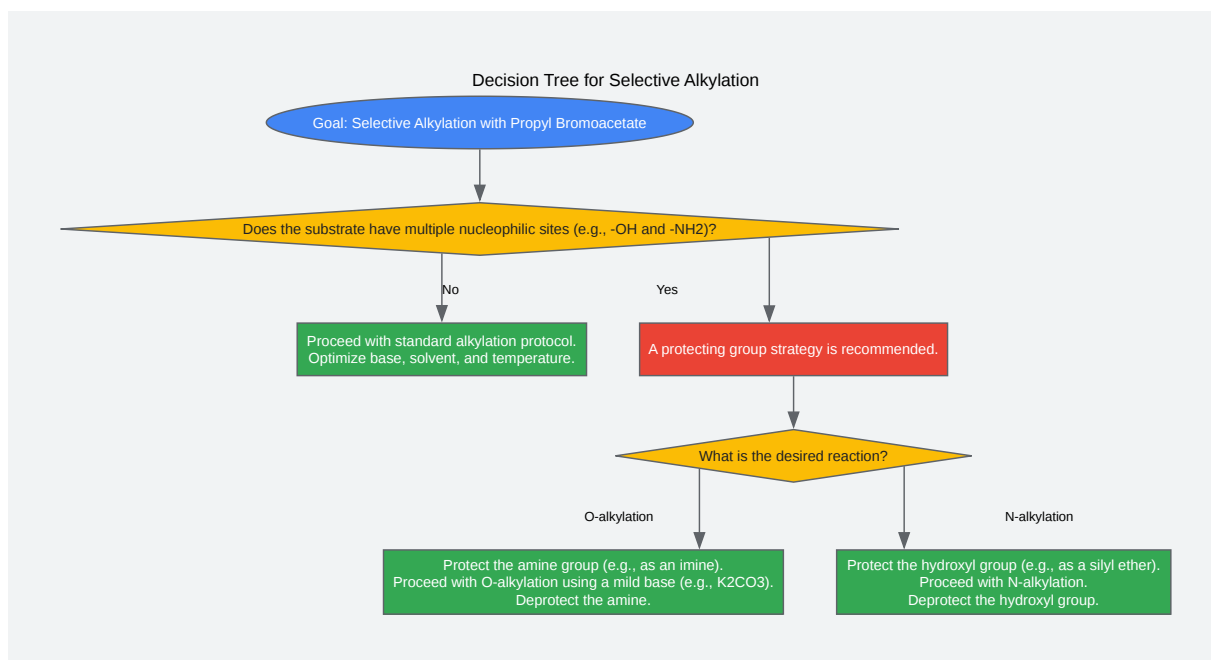 Decision Tree for Selective Alkylation
Goal: Selective Alkylation with Propyl Bromoacetate
Does the substrate have multiple nucleophilic sites (e.g., -OH and -NH2)?
No
Yes
Proceed with standard alkylation protocol.
Optimize base, solvent, and temperature.
A protecting group strategy is recommended.
What is the desired reaction?
O-alkylation
N-alkylation
Protect the amine group (e.g., as an imine).
Proceed with O-alkylation using a mild base (e.g., K2CO3).
Deprotect the amine.
Protect the hydroxyl group (e.g., as a silyl ether).
Proceed with N-alkylation.
Deprotect the hydroxyl group.